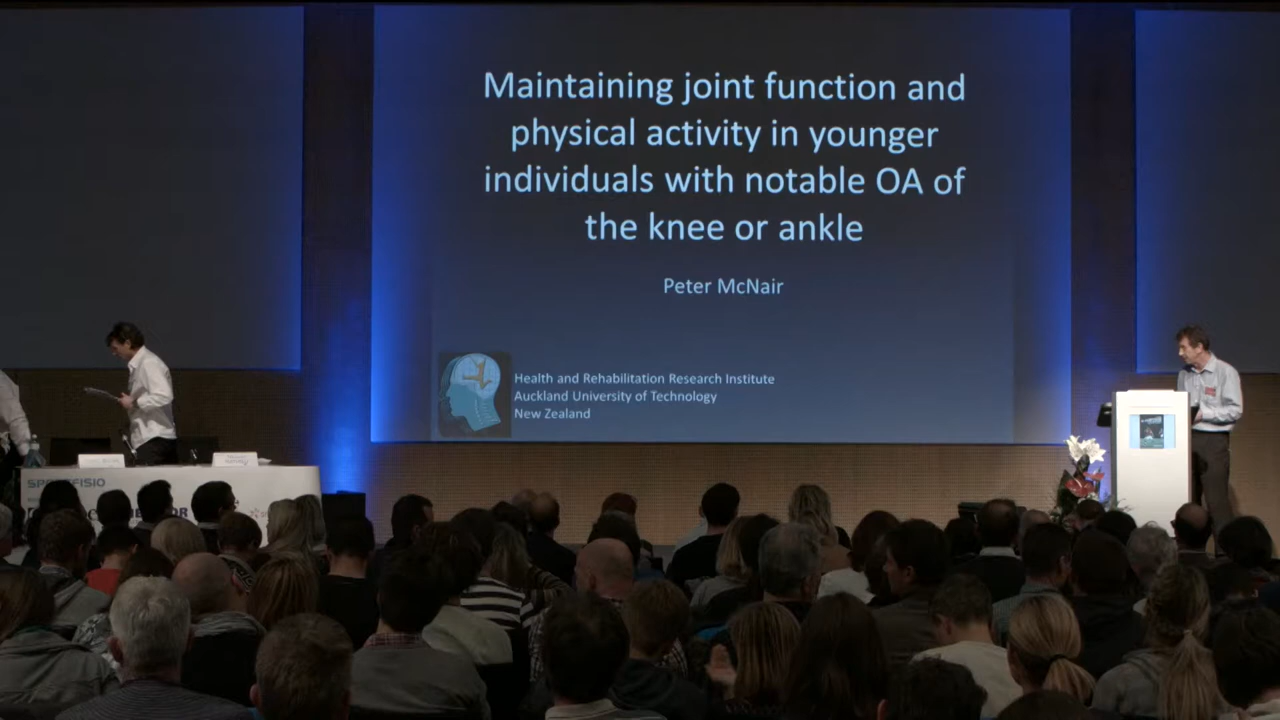 Maintaining joint function and
physical activity in younger
individuals with notable OA of
the knee or ankle
Peter McNair
Health and Rehabilitation Research Institute
Auckland University of Technology
New Zealand
SPORTFISIO